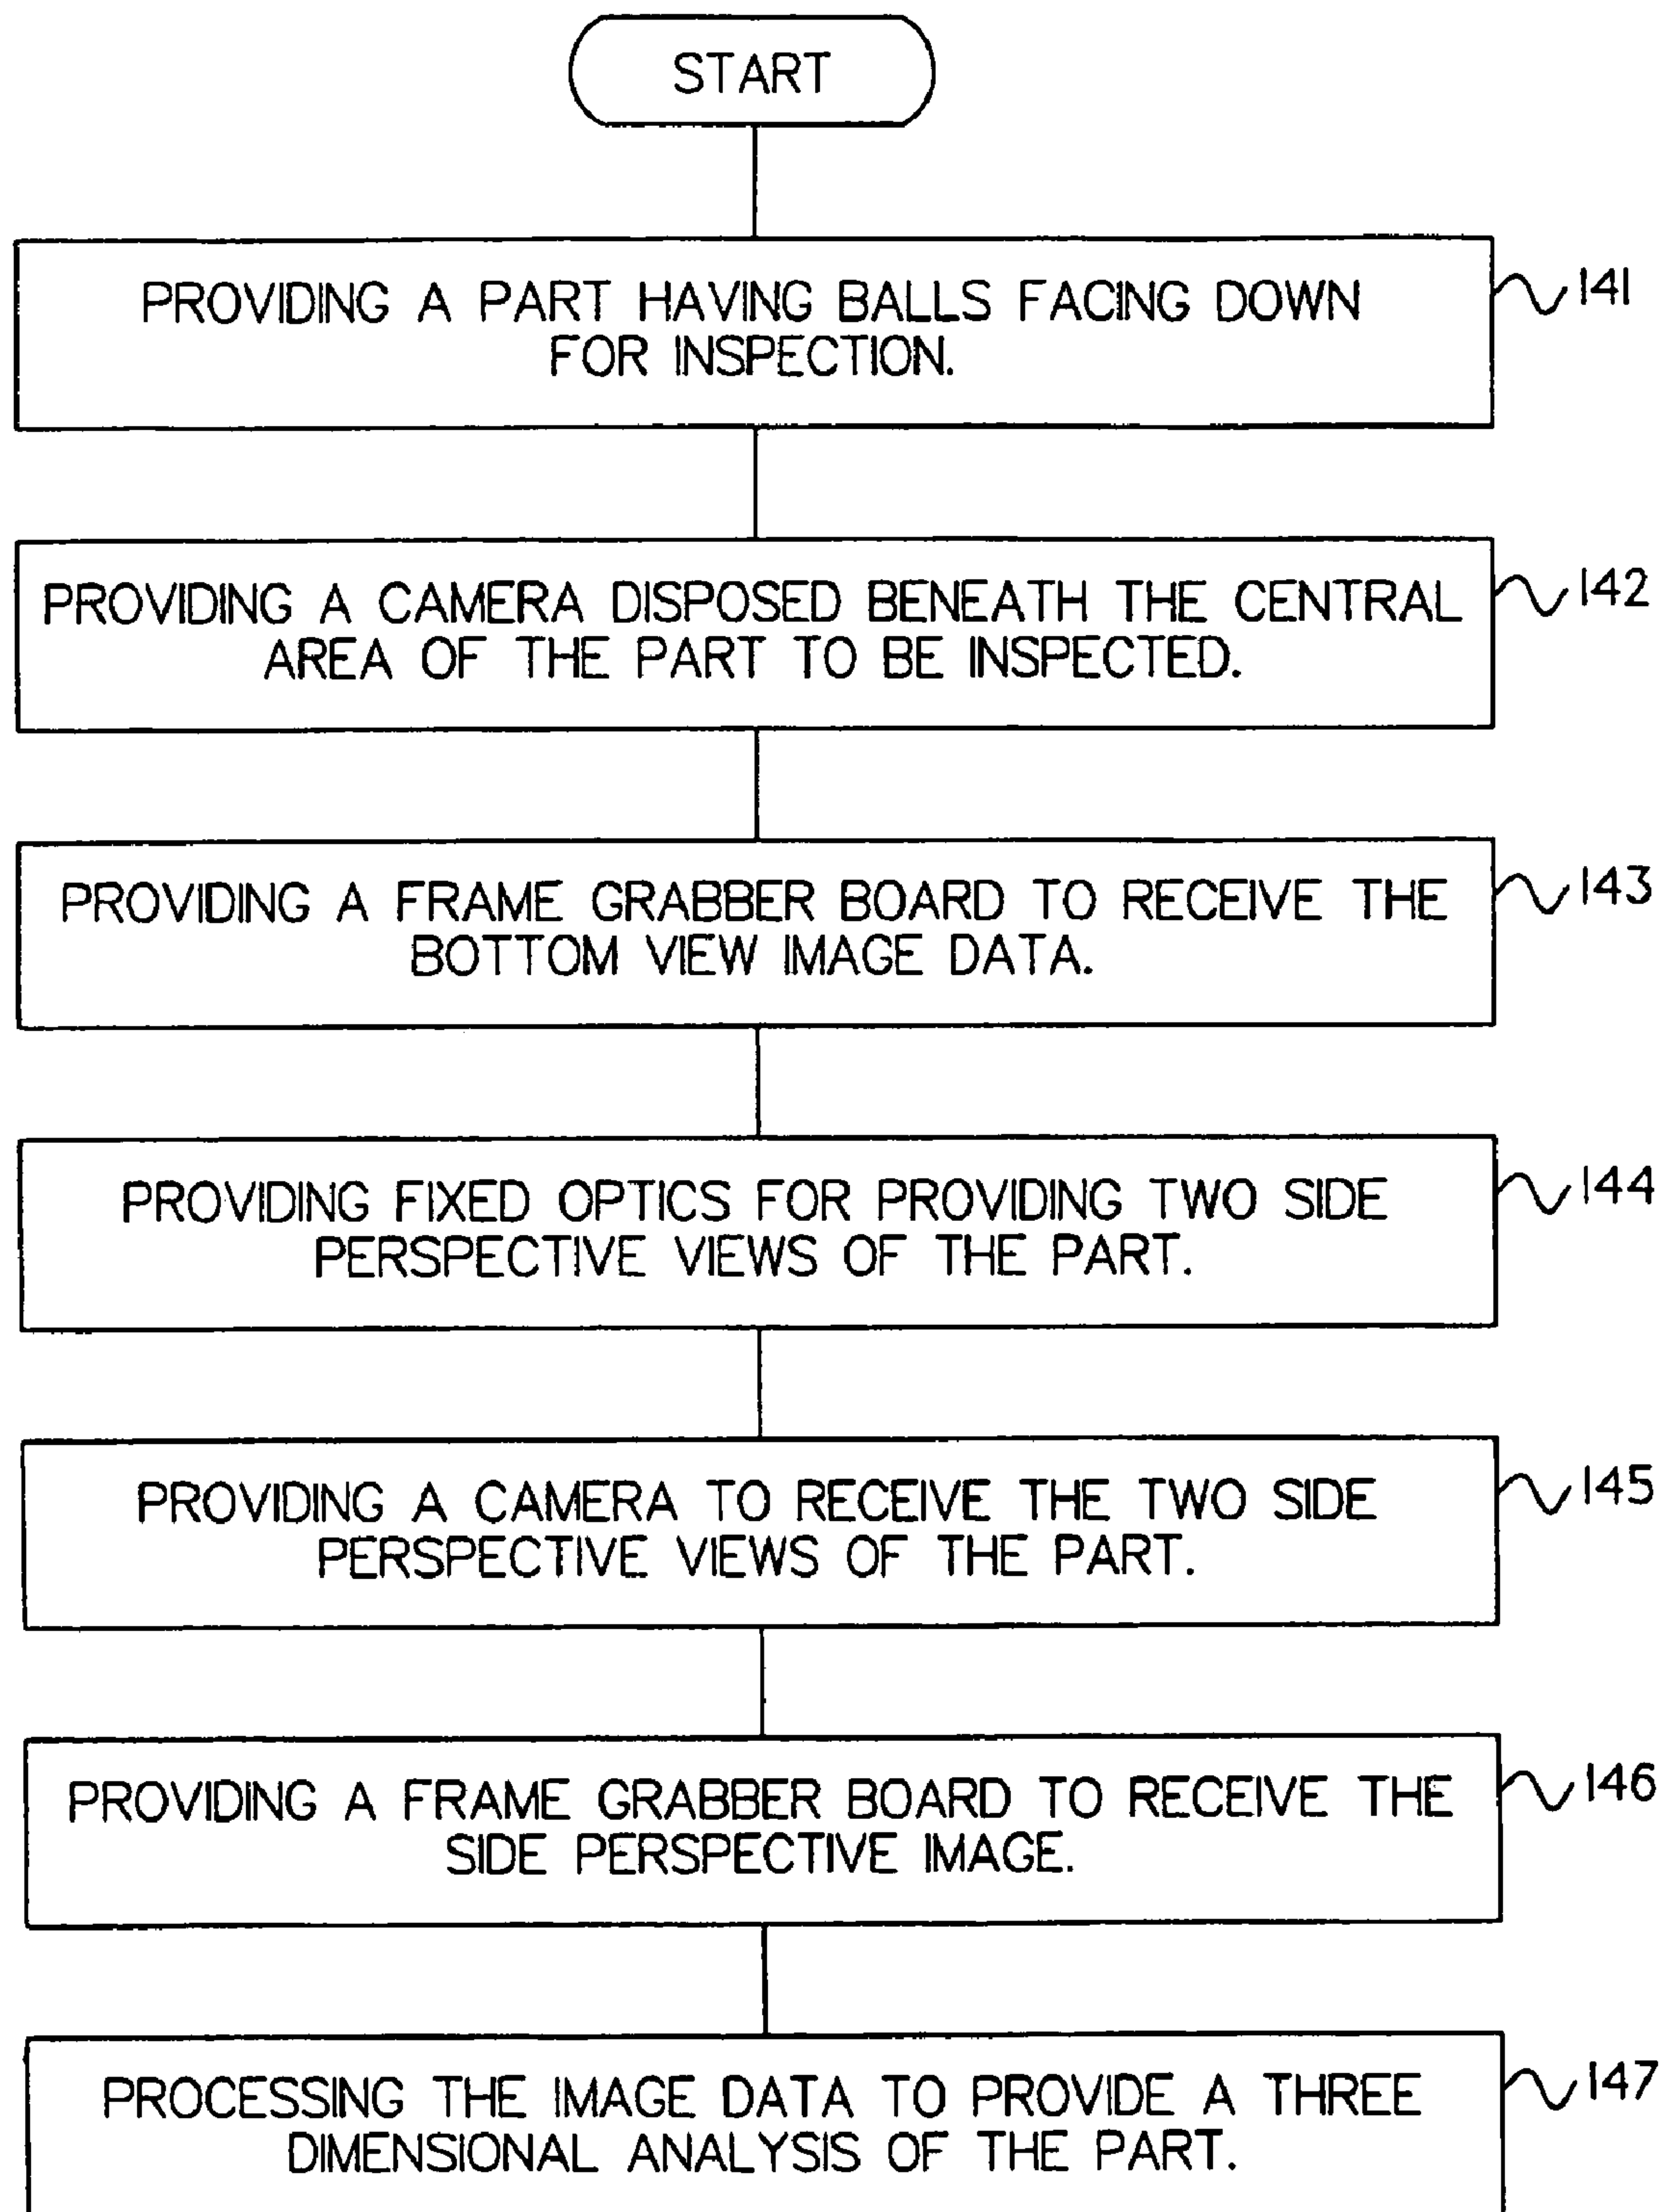 START
PROVIDING A PART HAVING BALLS FACING DOWN
FOR INSPECTION.
141
PROVIDING A CAMERA DISPOSED BENEATH THE CENTRAL
AREA OF THE PART TO BE INSPECTED.
142
PROVIDING A FRAME GRABBER BOARD TO RECEIVE THE
BOTTOM VIEW IMAGE DATA.
143
PROVIDING FIXED OPTICS FOR PROVIDING TWO SIDE
PERSPECTIVE VIEWS OF THE PART.
144
PROVIDING A CAMERA TO RECEIVE THE TWO SIDE
PERSPECTIVE VIEWS OF THE PART.
145
PROVIDING A FRAME GRABBER BOARD TO RECEIVE THE
SIDE PERSPECTIVE IMAGE.
146
PROCESSING THE IMAGE DATA TO PROVIDE A THREE
DIMENSIONAL ANALYSIS OF THE PART.
147